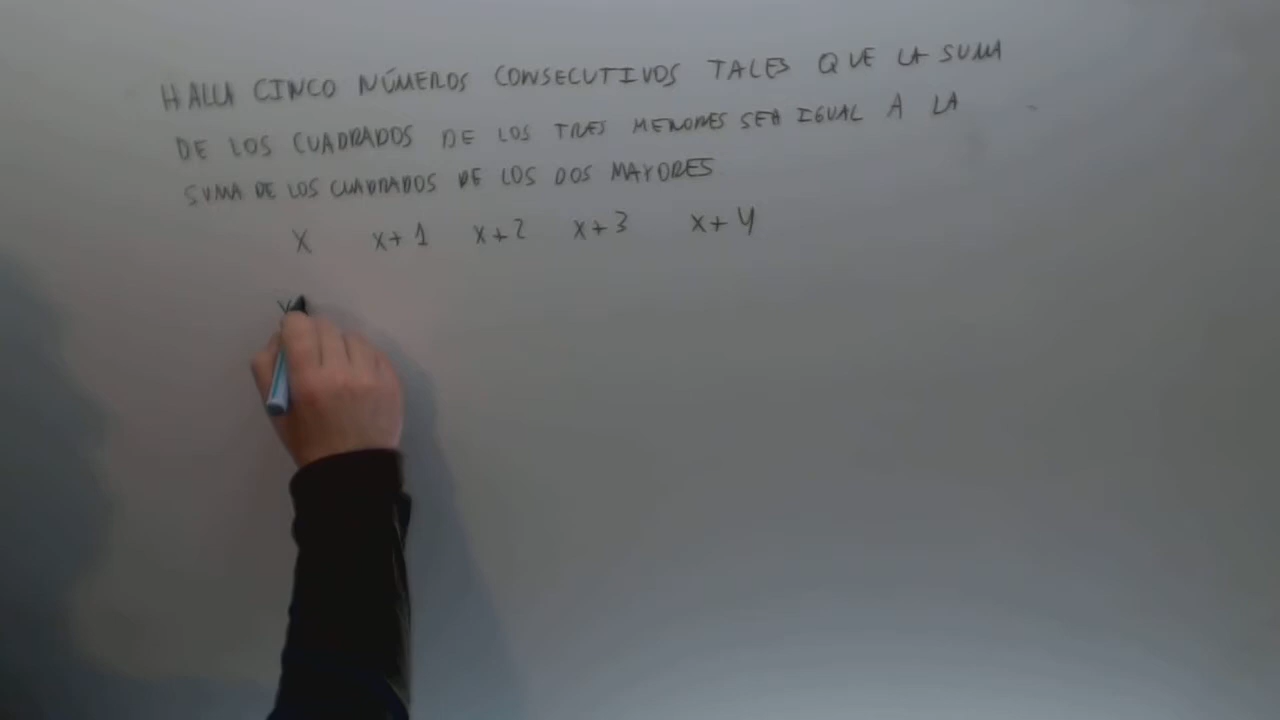 HALLA CINCO NÚMEROS CONSECUTIVOS TALES QUE LA SUMA
DE LOS CUADRADOS DE LOS TRES MENORES SEA IGUAL A LA
SUMA DE LOS CUADRADOS DE LOS DOS MAYORES
X x+1 x+2 x+3 x+4
x